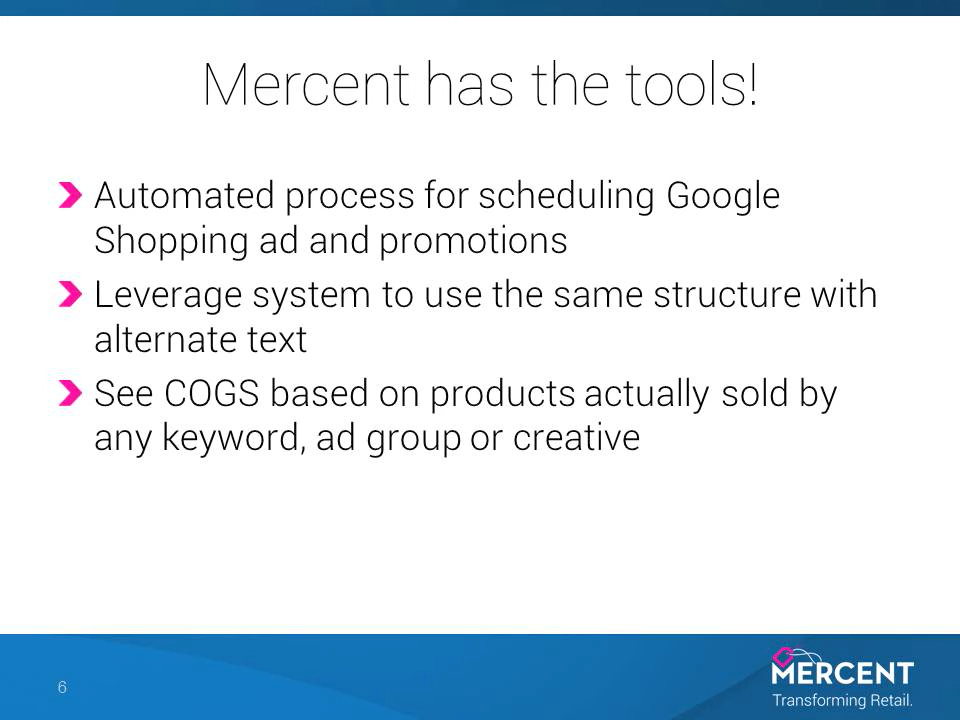 Mercent has the tools!
Automated process for scheduling Google
Shopping ad and promotions
Leverage system to use the same structure with
alternate text
See COGS based on products actually sold by
any keyword, ad group or creative
6
MERCENT
Transforming Retail.